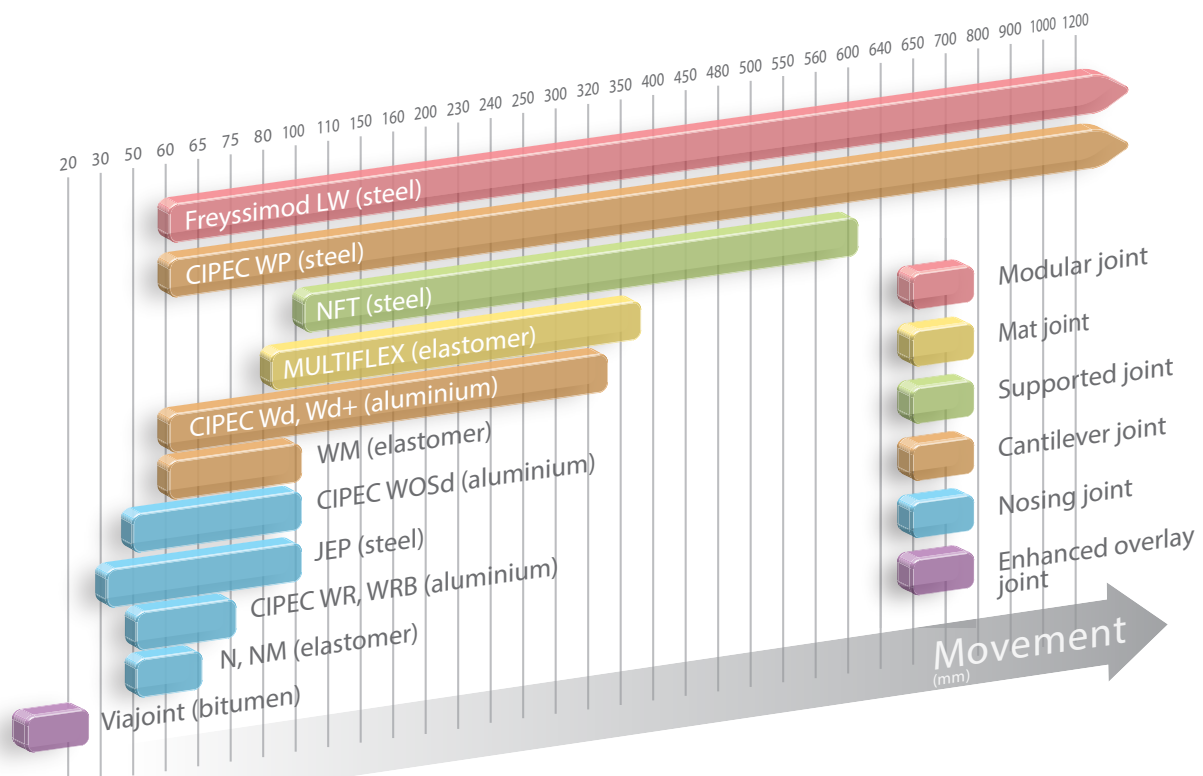 20 30 50 60 65 75 80 100 110 150 160 200 230 240 250 300 320 350 400 450 480 500 550 560 600 640 650 700 800 900 1000 1200
Freyssimod LW (steel)
CIPEC WP (steel)
NFT (steel)
MULTIFLEX (elastomer)
CIPEC Wd, Wd+ (aluminium)
WM (elastomer)
CIPEC WOSd (aluminium)
JEP (steel)
CIPEC WR, WRB (aluminium)
N, NM (elastomer)
Viajoint (bitumen)
Modular joint
Mat joint
Supported joint
Cantilever joint
Nosing joint
Enhanced overlay
joint
Movement
(mm)